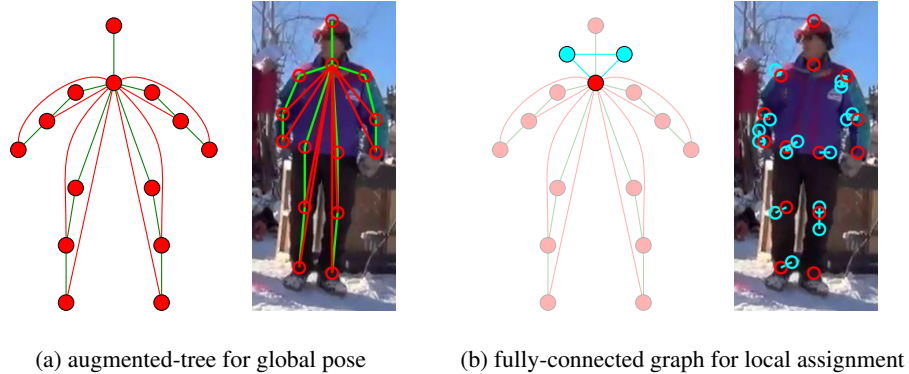 (a) augmented-tree for global pose
(b) fully-connected graph for local assignment